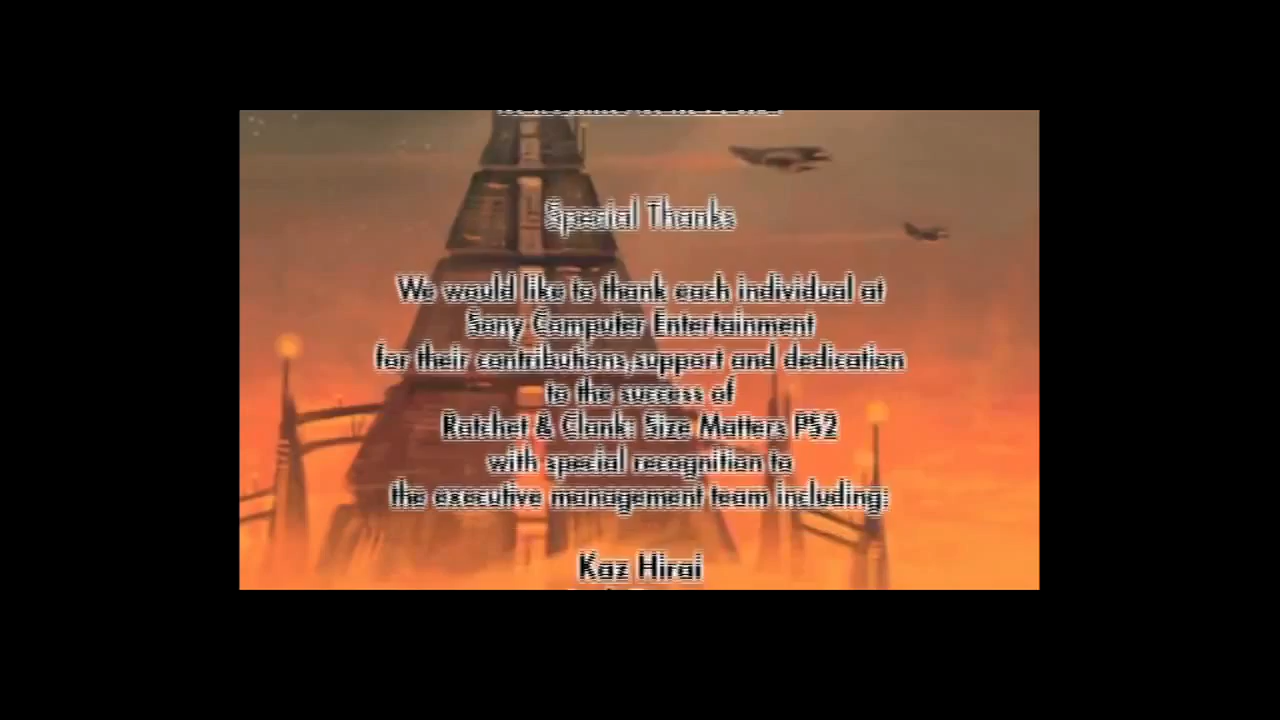 Special Thanks
We would like to thank each individual at
Sony Computer Entertainment
for their contributions,support and dedication
to the success of
Ratchet & Clank: Size Matters PS2
with special recognition to
the executive management team including:
Kaz Hirai